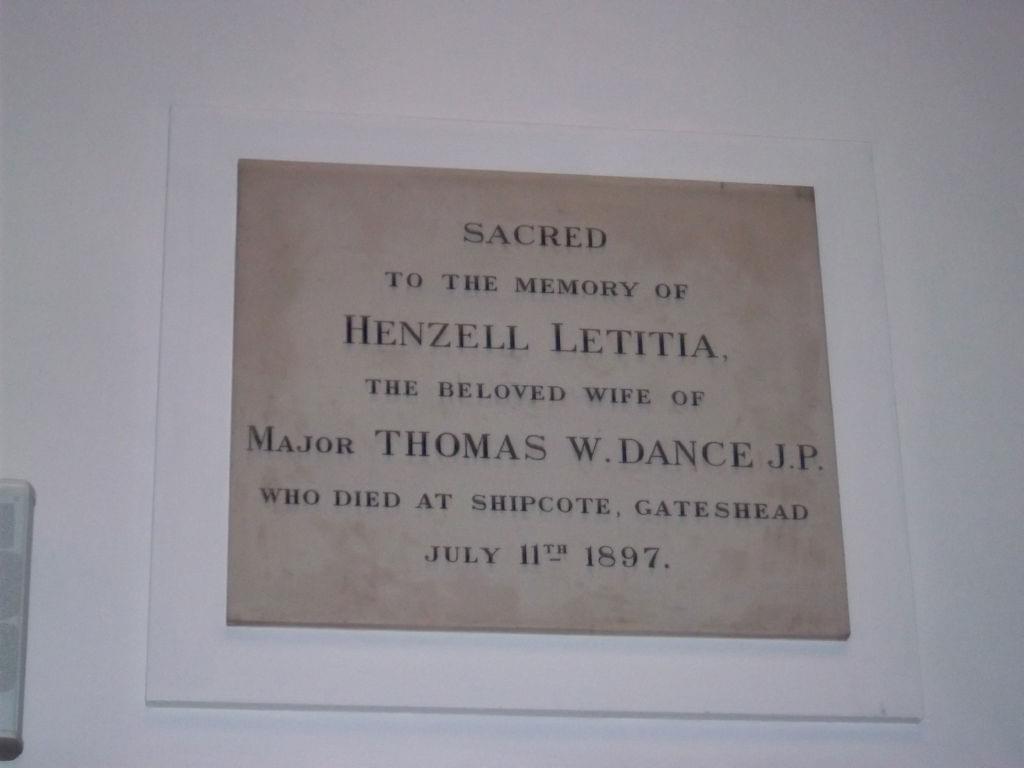 SACRED
TO THE MEMORY OF
HENZELL LETITIA,
THE BELOVED WIFE OF
MAJOR THOMAS W. DANCE J.P.
WHO DIED AT SHIPCOTE, GATESHEAD
JULY 11TH 1897.